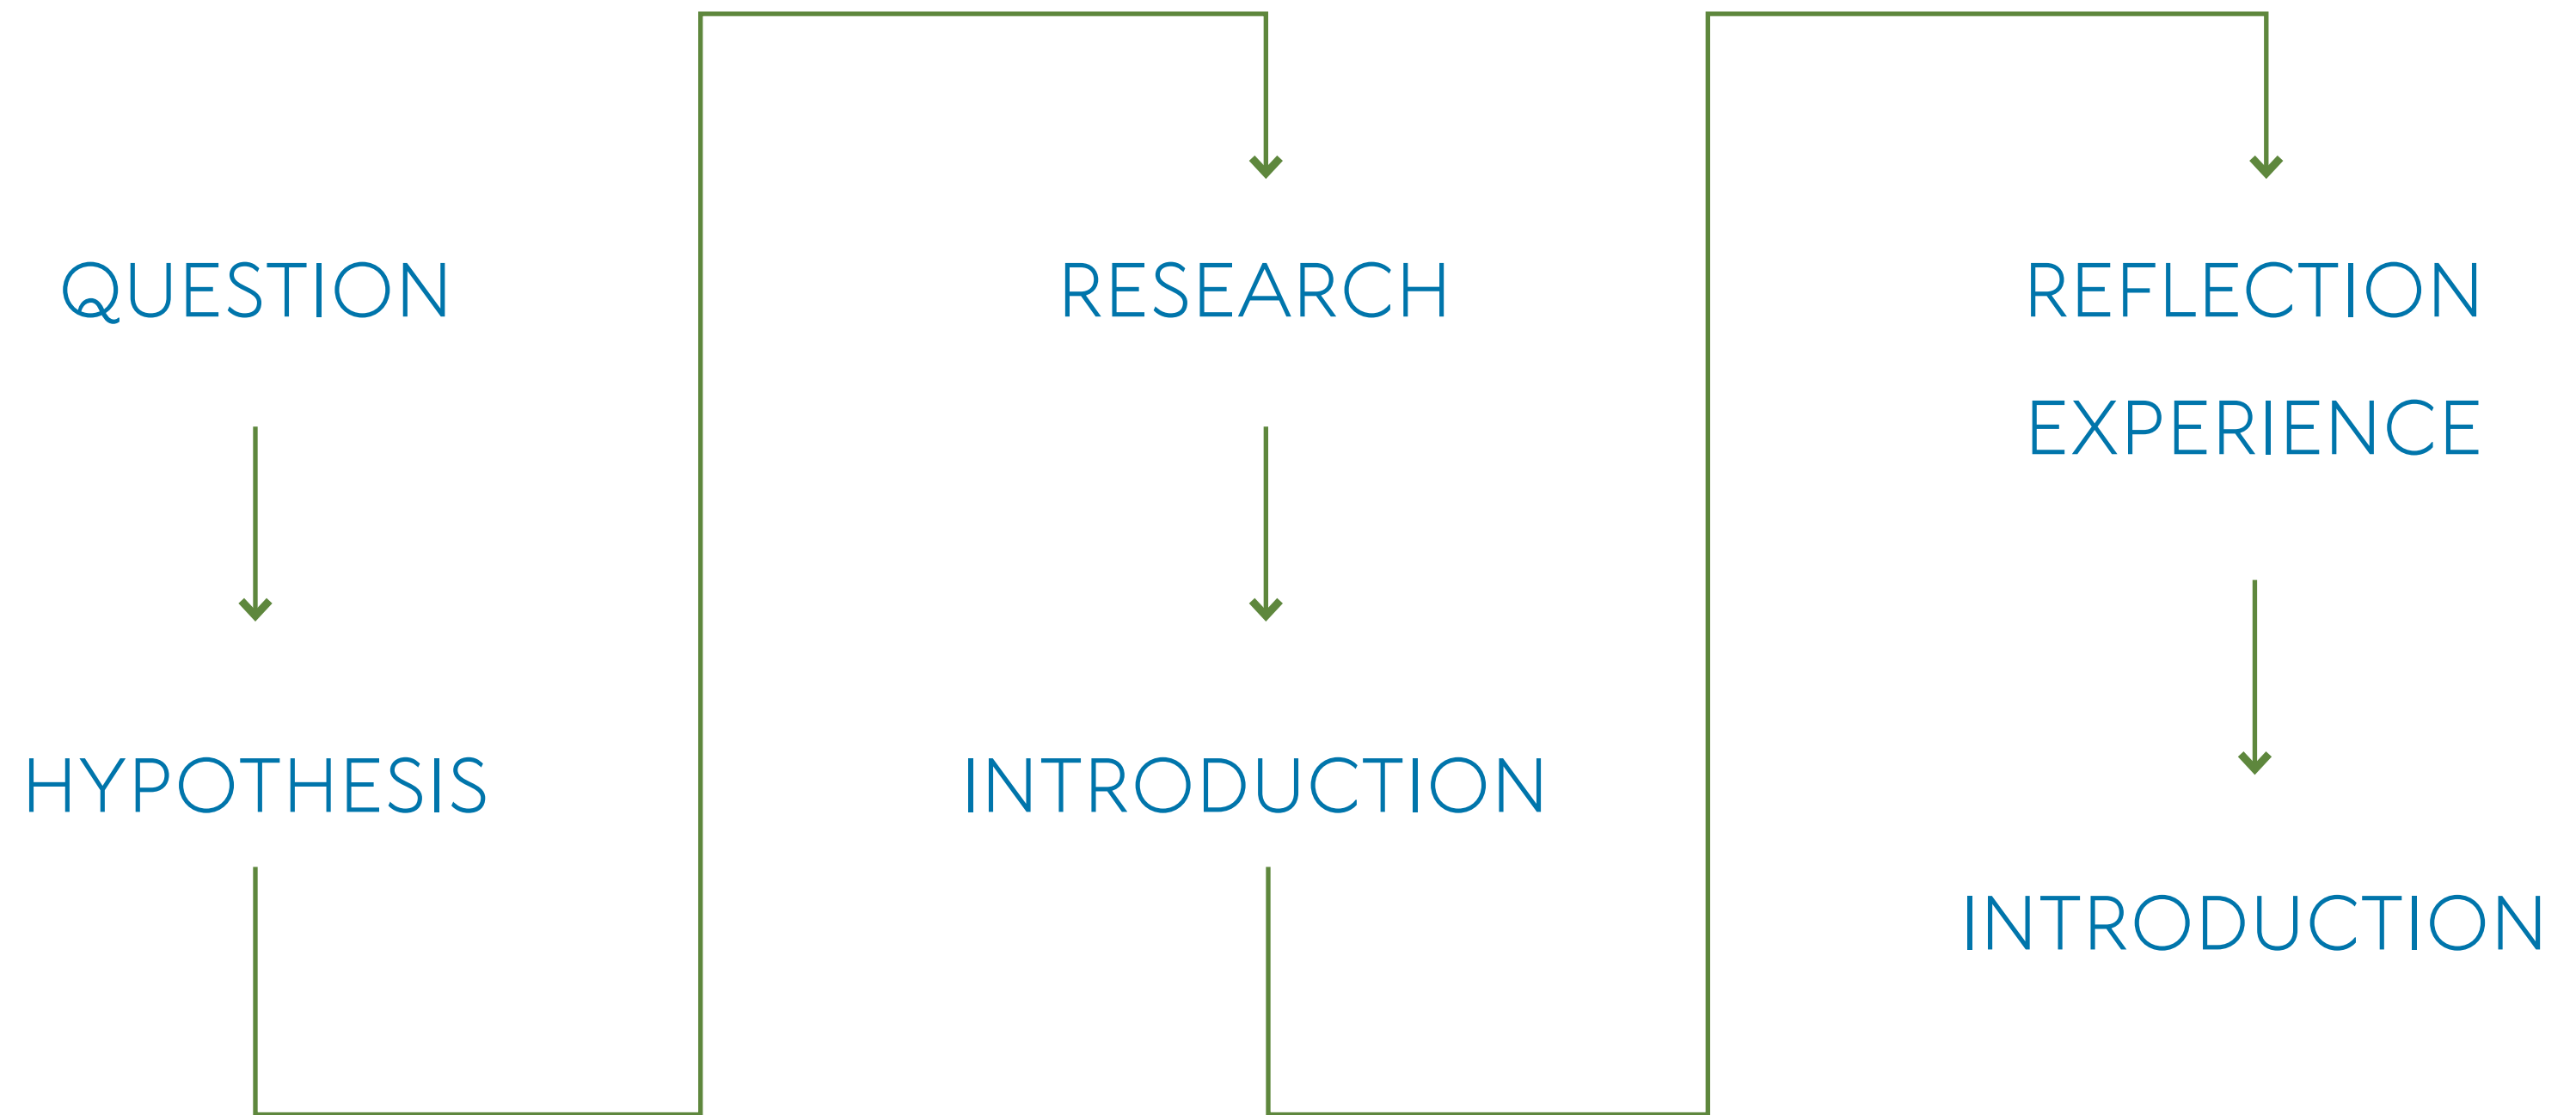 QUESTION
HYPOTHESIS
RESEARCH
INTRODUCTION
REFLECTION
EXPERIENCE
INTRODUCTION